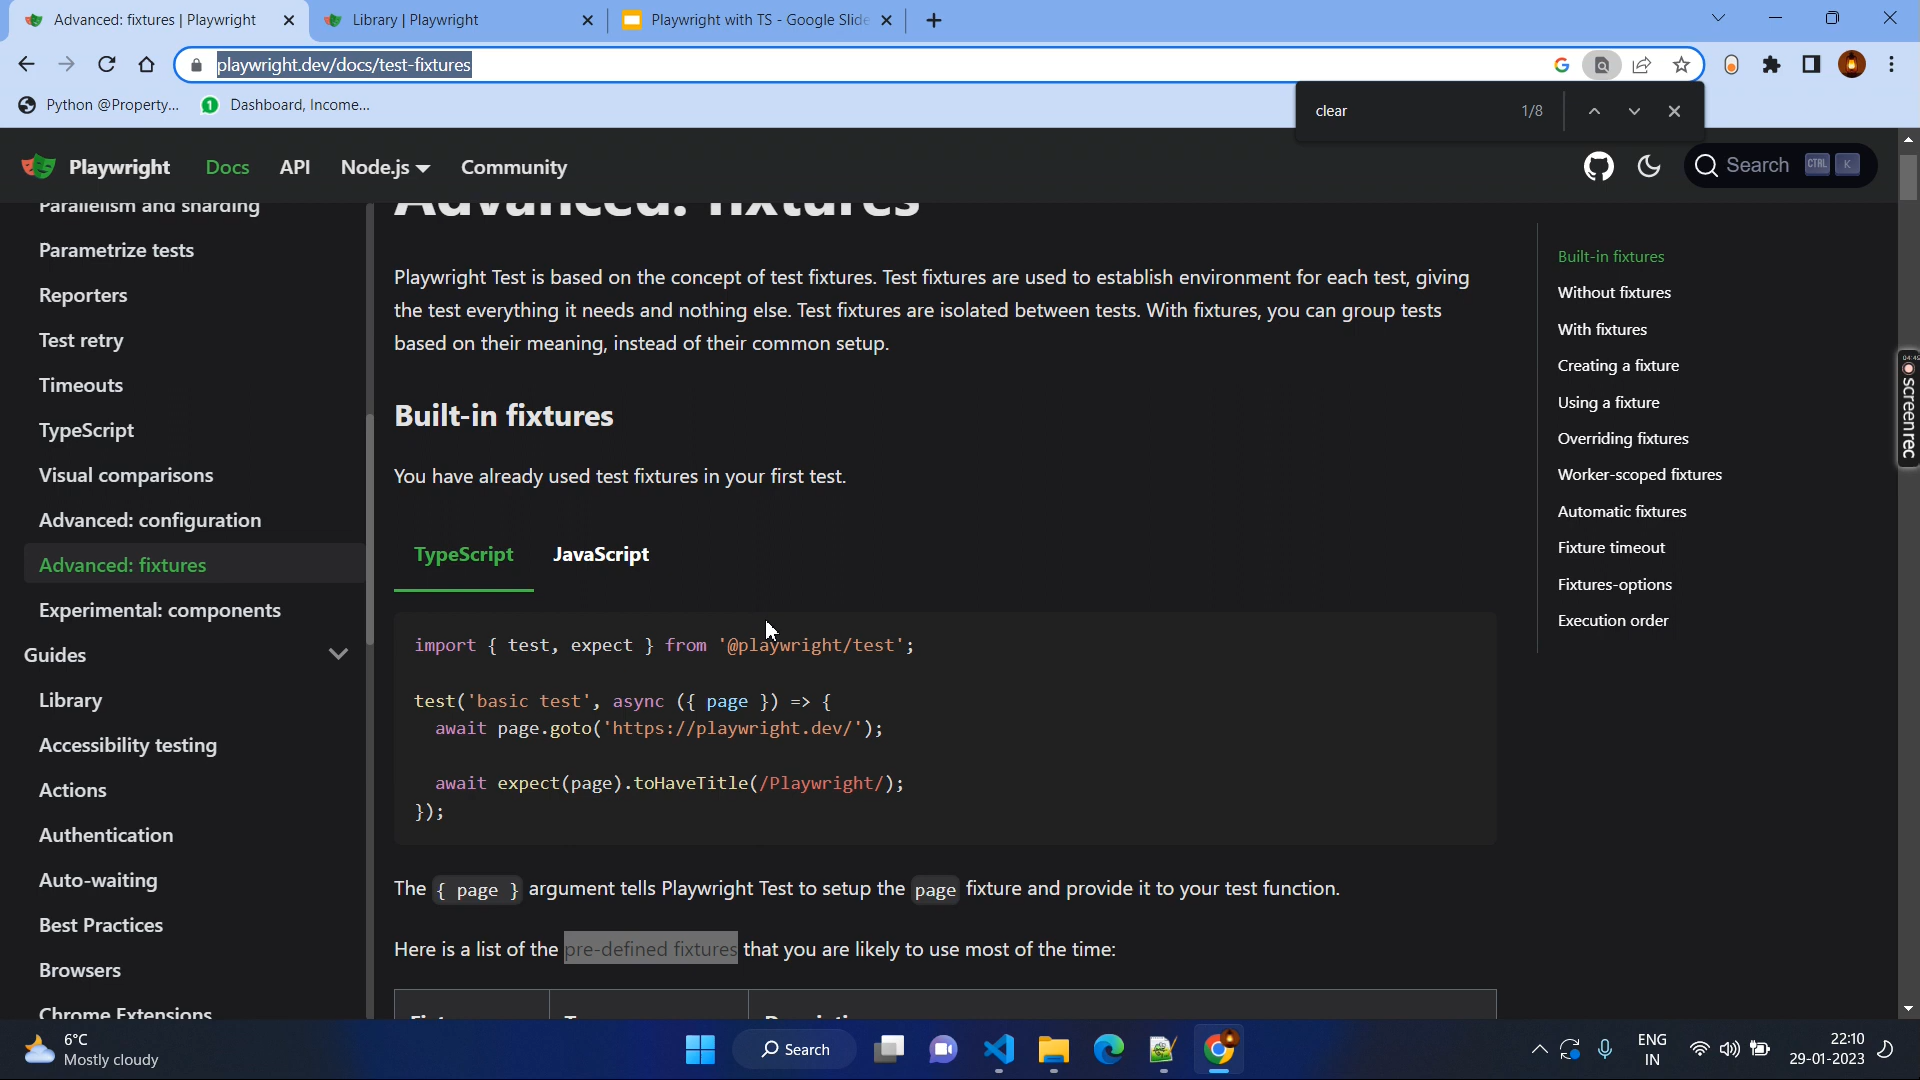 Advanced: fixtures | Playwright
Library | Playwright
Playwright with TS - Google Slide
playwright.dev/docs/test-fixtures
Python @Property...
Dashboard, Income...
clear
1/8
Playwright
Docs
API
Node.js
Community
Search
CTRL
K
Parallelism and sharding
Parametrize tests
Reporters
Test retry
Timeouts
TypeScript
Visual comparisons
Advanced: configuration
Advanced: fixtures
Experimental: components
Guides
Library
Accessibility testing
Actions
Authentication
Auto-waiting
Best Practices
Browsers
Chrome Extensions
Advanced: fixtures
Playwright Test is based on the concept of test fixtures. Test fixtures are used to establish environment for each test, giving
the test everything it needs and nothing else. Test fixtures are isolated between tests. With fixtures, you can group tests
based on their meaning, instead of their common setup.
Built-in fixtures
You have already used test fixtures in your first test.
TypeScript
JavaScript
import { test, expect } from '@playwright/test';
test('basic test', async ({ page }) => {
await page.goto('https://playwright.dev/');
await expect(page).toHaveTitle(/Playwright/);
});
The { page } argument tells Playwright Test to setup the page fixture and provide it to your test function.
Here is a list of the pre-defined fixtures that you are likely to use most of the time:
Built-in fixtures
Without fixtures
With fixtures
Creating a fixture
Using a fixture
Overriding fixtures
Worker-scoped fixtures
Automatic fixtures
Fixture timeout
Fixtures-options
Execution order
screenrec
6°C
Mostly cloudy
Search
ENG
IN
22:10
29-01-2023